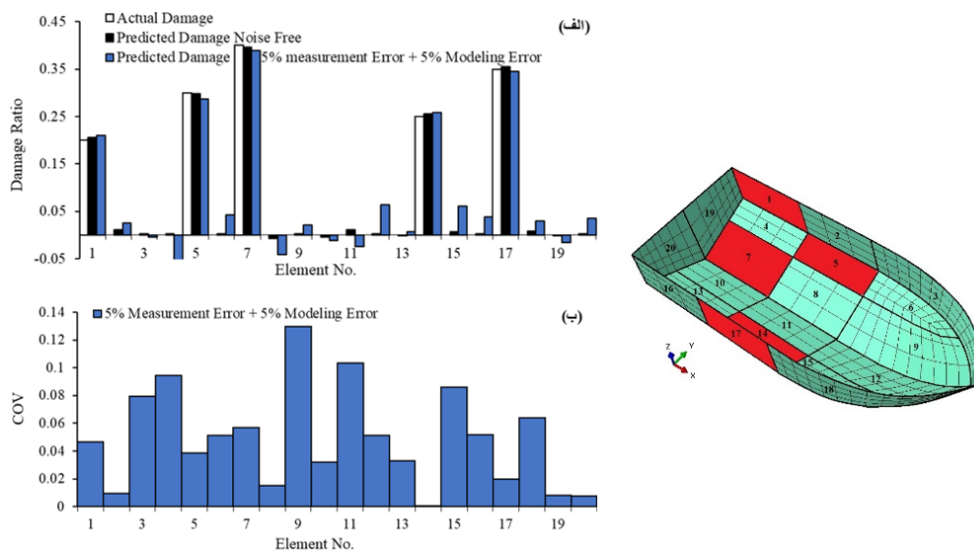 (الف)
Actual Damage
Predicted Damage Noise Free
Predicted Damage 5% measurement Error + 5% Modeling Error
Damage Ratio
0.45
0.35
0.25
0.15
0.05
-0.05
1 3 5 7 9 11 13 15 17 19
Element No.
(ب)
5% Measurement Error + 5% Modeling Error
COV
0.14
0.12
0.1
0.08
0.06
0.04
0.02
0
1 3 5 7 9 11 13 15 17 19
Element No.
1
2
3
4
5
6
7
8
9
10
11
12
13
14
15
16
17
18
19
20
Z Y X